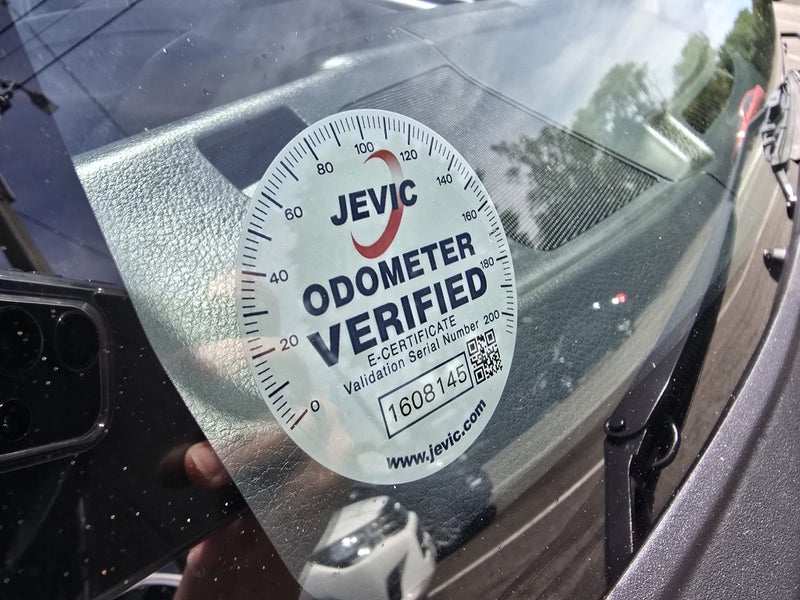 0
20
40
60
80
100
120
140
160
180
200
JEVIC
ODOMETER
VERIFIED
E-CERTIFICATE
Validation Serial Number
1608145
www.jevic.com